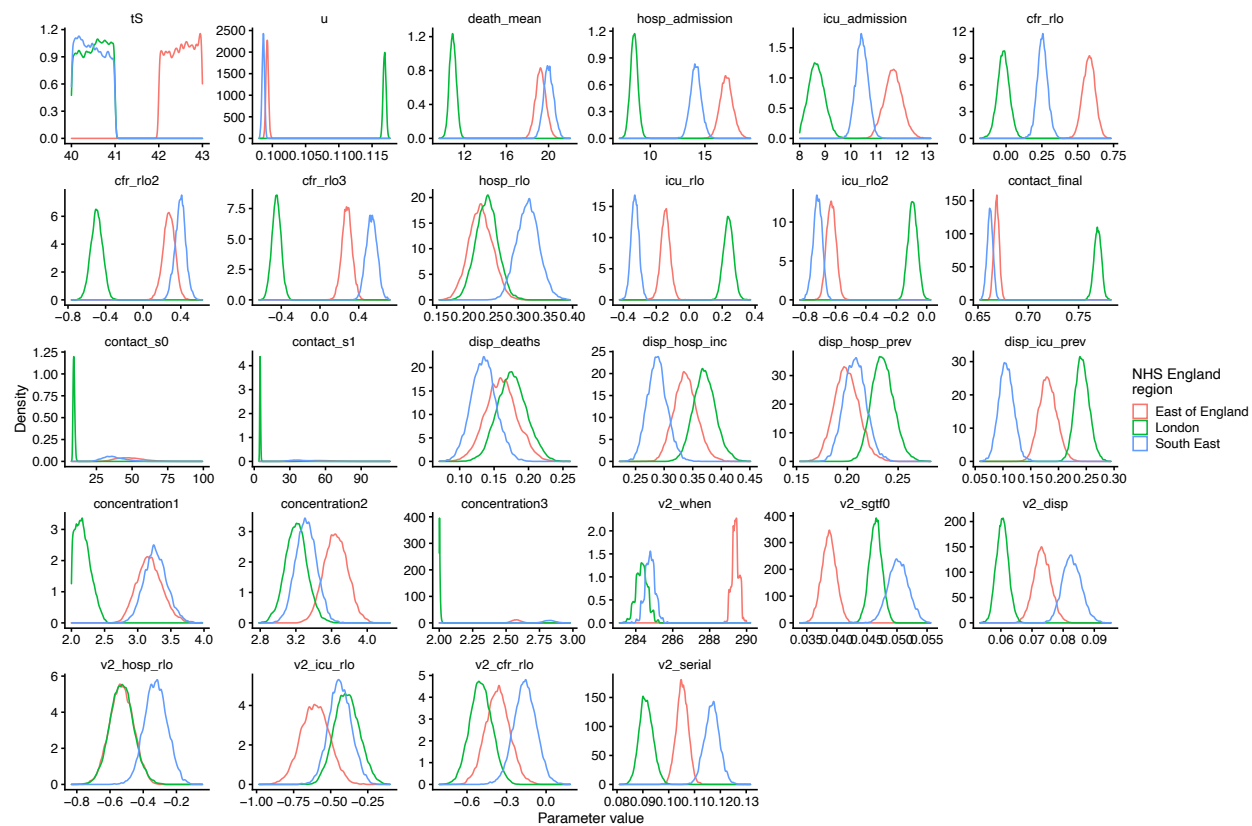 tS u death_mean hosp_admission icu_admission cfr_rlo
1.2 0.9 0.6 0.3 0.0
2500 2000 1500 1000 500 0
1.2 0.8 0.4 0.0
1.2 0.9 0.6 0.3 0.0
1.5 1.0 0.5 0.0
12 9 6 3 0
40 41 42 43
0.1000 0.1050 0.1100 0.1150
12 16 20
10 15
8 9 10 11 12 13
0.00 0.25 0.50 0.75
cfr_rlo2 cfr_rlo3 hosp_rlo icu_rlo icu_rlo2 contact_final
6 4 2 0
7.5 5.0 2.5 0.0
20 15 10 5 0
15 10 5 0
10 5 0
150 100 50 0
−0.8 −0.4 0.0 0.4
−0.4 0.0 0.4
0.15 0.20 0.25 0.30 0.35 0.40
−0.4 −0.2 0.0 0.2 0.4
−0.8 −0.6 −0.4 −0.2 0.0
0.65 0.70 0.75
contact_s0 contact_s1 disp_deaths disp_hosp_inc disp_hosp_prev disp_icu_prev
1.25 1.00 0.75 0.50 0.25 0.00
4 3 2 1 0
20 15 10 5 0
25 20 15 10 5 0
30 20 10 0
30 20 10 0
25 50 75 100
30 60 90
0.10 0.15 0.20 0.25
0.25 0.30 0.35 0.40 0.45
0.15 0.20 0.25
0.05 0.10 0.15 0.20 0.25 0.30
Density
NHS England
region
East of England
London
South East
concentration1 concentration2 concentration3 v2_when v2_sgtf0 v2_disp
3 2 1 0
3 2 1 0
400 300 200 100 0
2.0 1.5 1.0 0.5 0.0
400 300 200 100 0
200 150 100 50 0
2.0 2.5 3.0 3.5 4.0
2.8 3.2 3.6 4.0
2.00 2.25 2.50 2.75 3.00
284 286 288 290
0.035 0.040 0.045 0.050 0.055
0.06 0.07 0.08 0.09
v2_hosp_rlo v2_icu_rlo v2_cfr_rlo v2_serial
6 4 2 0
4 2 0
5 4 3 2 1 0
150 100 50 0
−0.8 −0.6 −0.4 −0.2
−1.00 −0.75 −0.50 −0.25
−0.6 −0.3 0.0
0.08 0.09 0.10 0.11 0.12 0.13
Parameter value